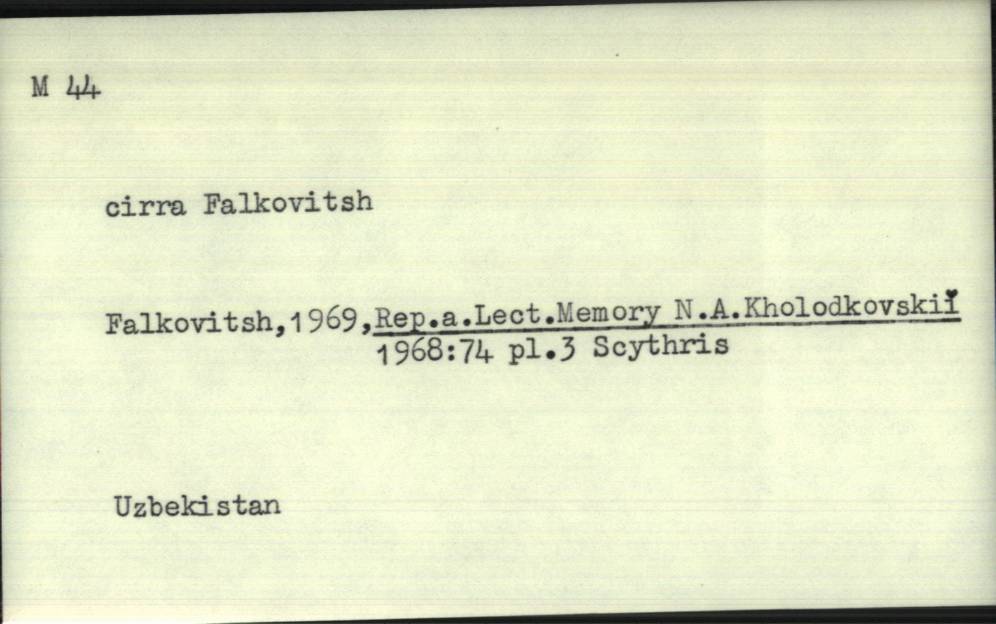 M 44
cirra Falkovitsh
Falkovitsh,1969,Rep.a.Lect.Memory N.A.Kholodkovskiĭ
1968:74 pl.3 Scythris
Uzbekistan